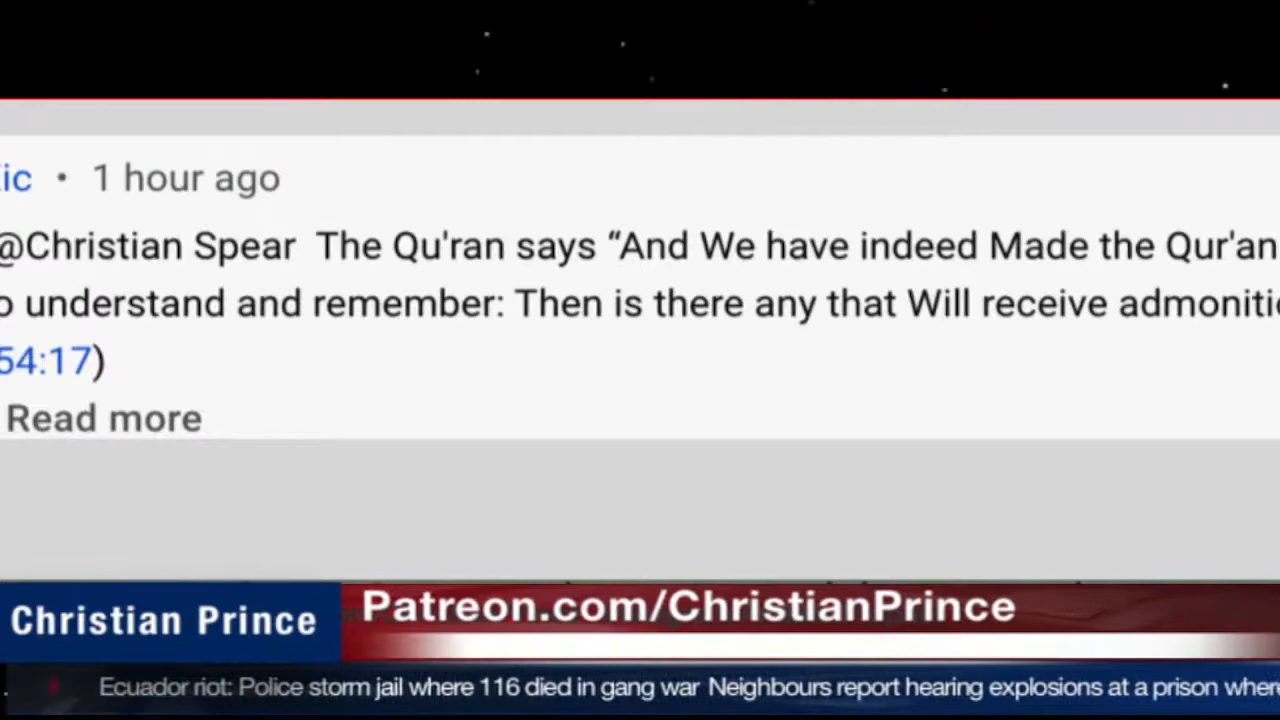 ic • 1 hour ago
@Christian Spear The Qu'ran says “And We have indeed Made the Qur'an
o understand and remember: Then is there any that Will receive admoniti
54:17)
Read more
Christian Prince
Patreon.com/ChristianPrince
Ecuador riot: Police storm jail where 116 died in gang war Neighbours report hearing explosions at a prison where